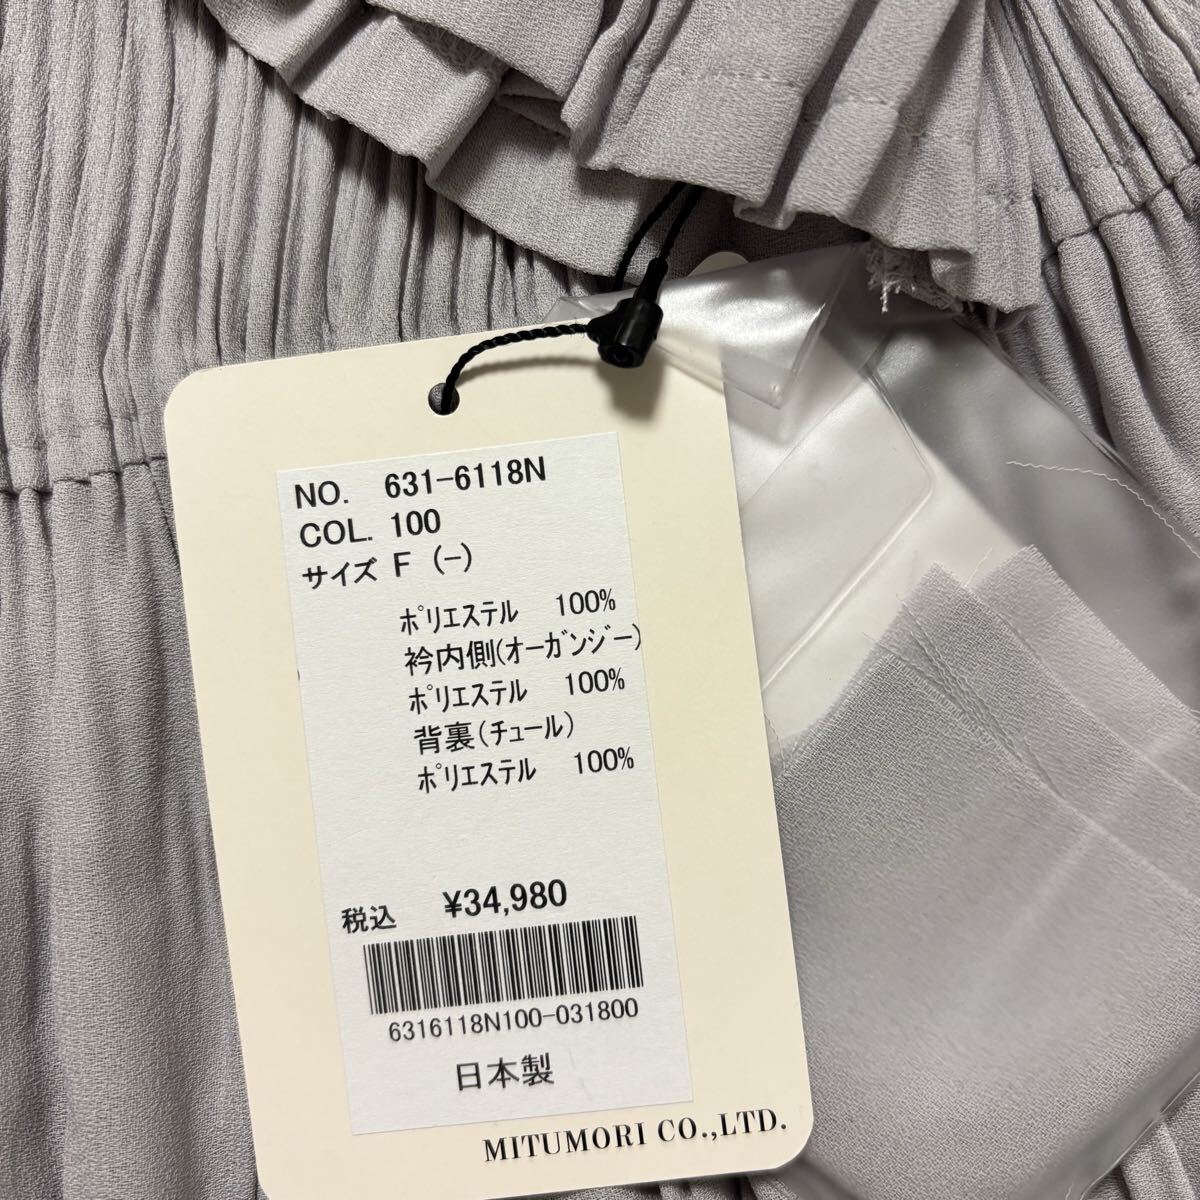 NO. 631-6118N
COL. 100
サイズ F (-)
ポリエステル 100%
衿内側(オーガンジー)
ポリエステル 100%
背裏(チュール)
ポリエステル 100%
税込 ¥34,980
6316118N100-031800
日本製
MITUMORI CO.,LTD.